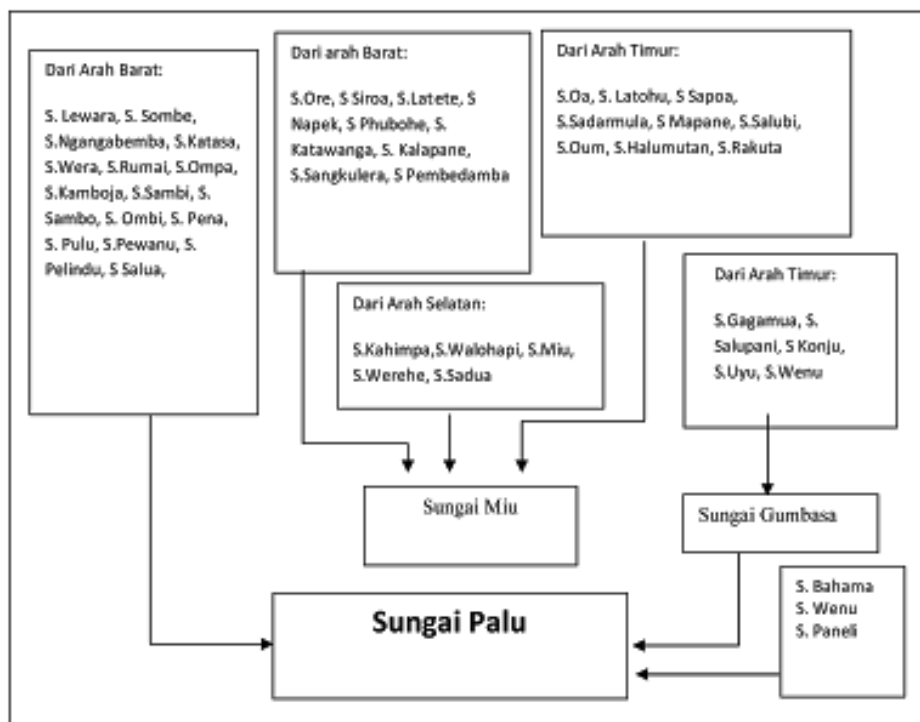 Dari Arah Barat:
S. Lewara, S. Sombe,
S.Ngangabemba, S.Katasa,
S.Wera, S.Rumai, S.Ompa,
S.Kamboja, S.Sambi, S.
Sambo, S. Ombi, S. Pena,
S. Pulu, S.Pewanu, S.
Pelindu, S Salua,
Dari arah Barat:
S.Ore, S Siroa, S.Latete, S
Napek, S Phubohe, S.
Katawanga, S. Kalapane,
S.Sangkulera, S Pembedamba
Dari Arah Timur:
S.Oa, S. Latohu, S Sapoa,
S.Sadarmula, S Mapane, S.Salubi,
S.Oum, S.Halumutan, S.Rakuta
Dari Arah Selatan:
S.Kahimpa,S.Walohapi, S.Miu,
S.Werehe, S.Sadua
Dari Arah Timur:
S.Gagamua, S.
Salupani, S Konju,
S.Uyu, S.Wenu
Sungai Miu
Sungai Gumbasa
Sungai Palu
S. Bahama
S. Wenu
S. Paneli